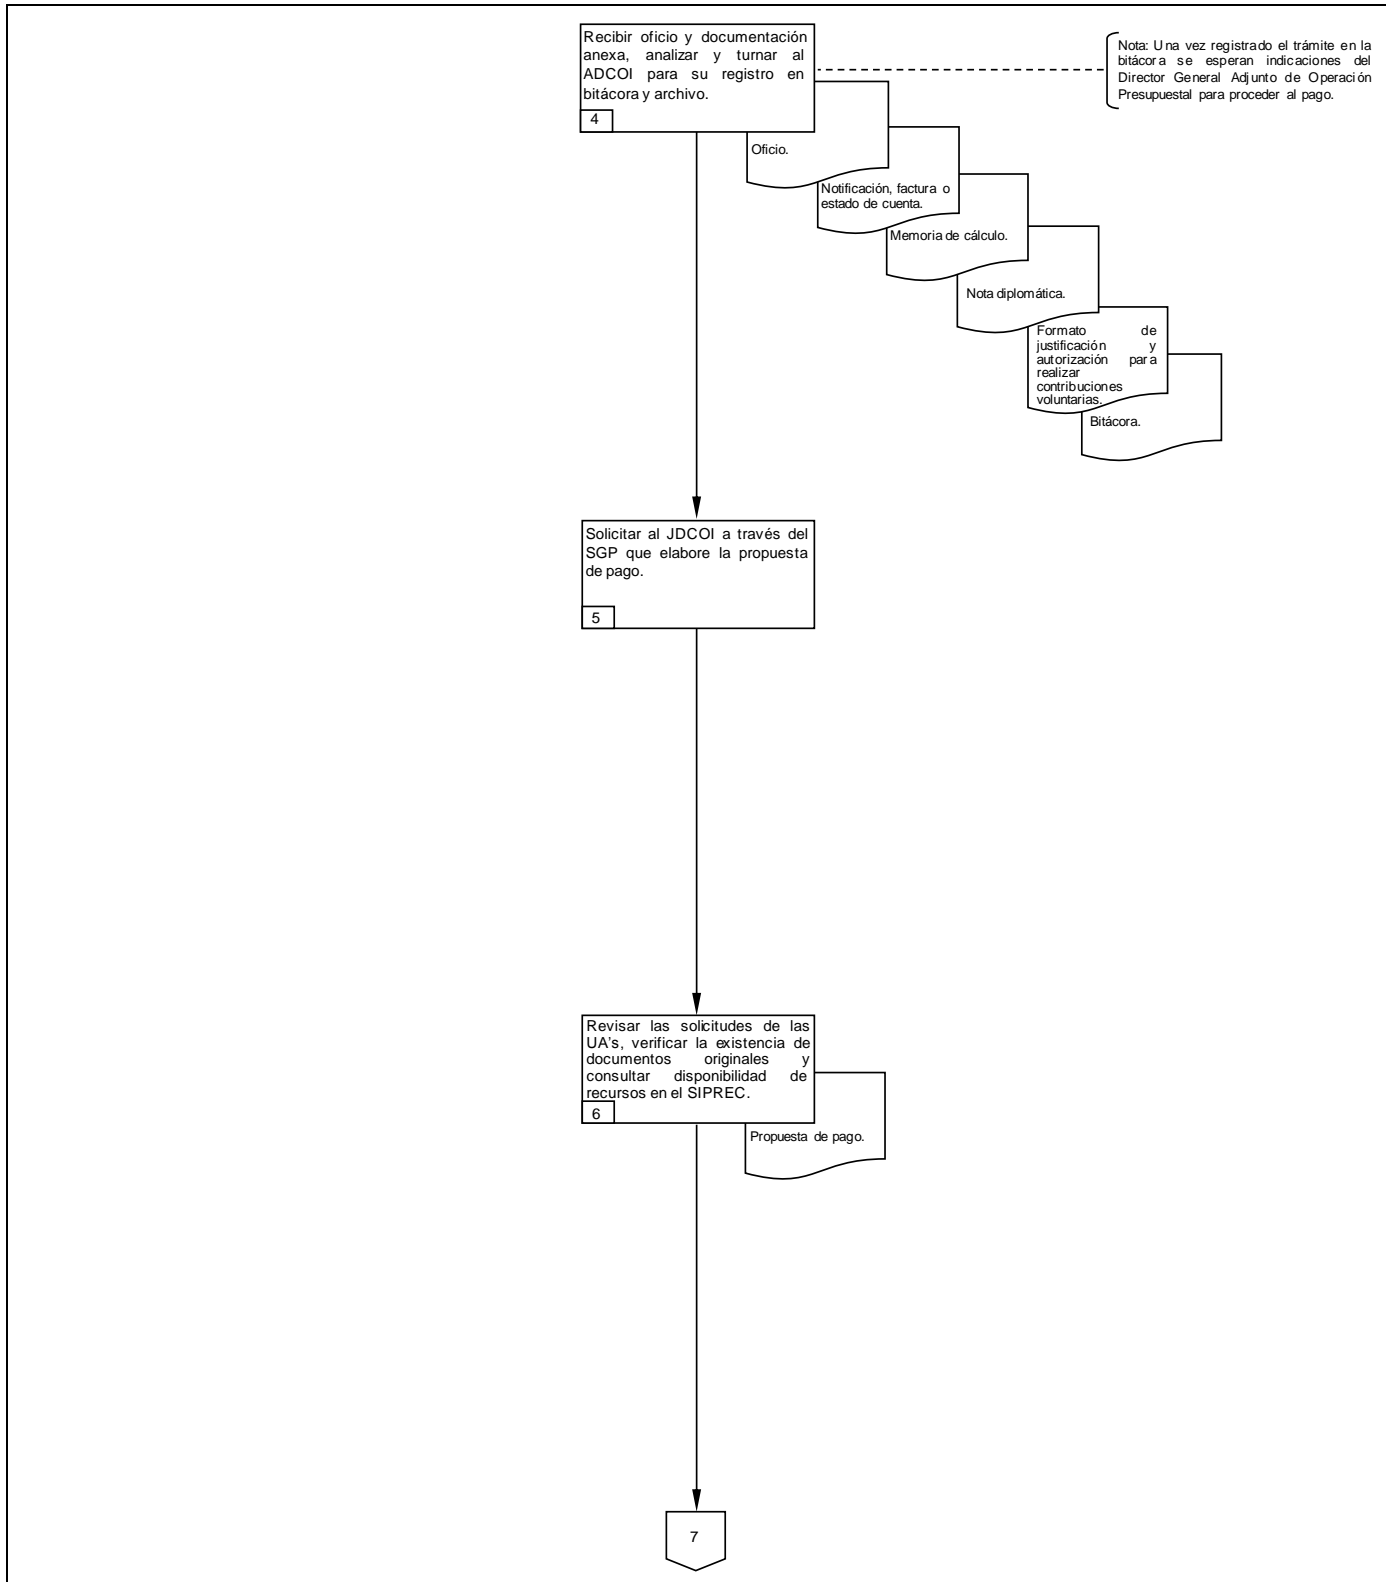 Recibir oficio y documentación
anexa, analizar y turnar al
ADCOI para su registro en
bitácora y archivo.
4
Nota: Una vez registrado el trámite en la
bitácora se esperan indicaciones del
Director General Adjunto de Operación
Presupuestal para proceder al pago.
Oficio.
Notificación, factura o
estado de cuenta.
Memoria de cálculo.
Nota diplomática.
Formato de
justificación y
autorización para
realizar
contribuciones
voluntarias.
Bitácora.
Solicitar al JDCOI a través del
SGP que elabore la propuesta
de pago.
5
Revisar las solicitudes de las
UA's, verificar la existencia de
documentos originales y
consultar disponibilidad de
recursos en el SIPREC.
6
Propuesta de pago.
7